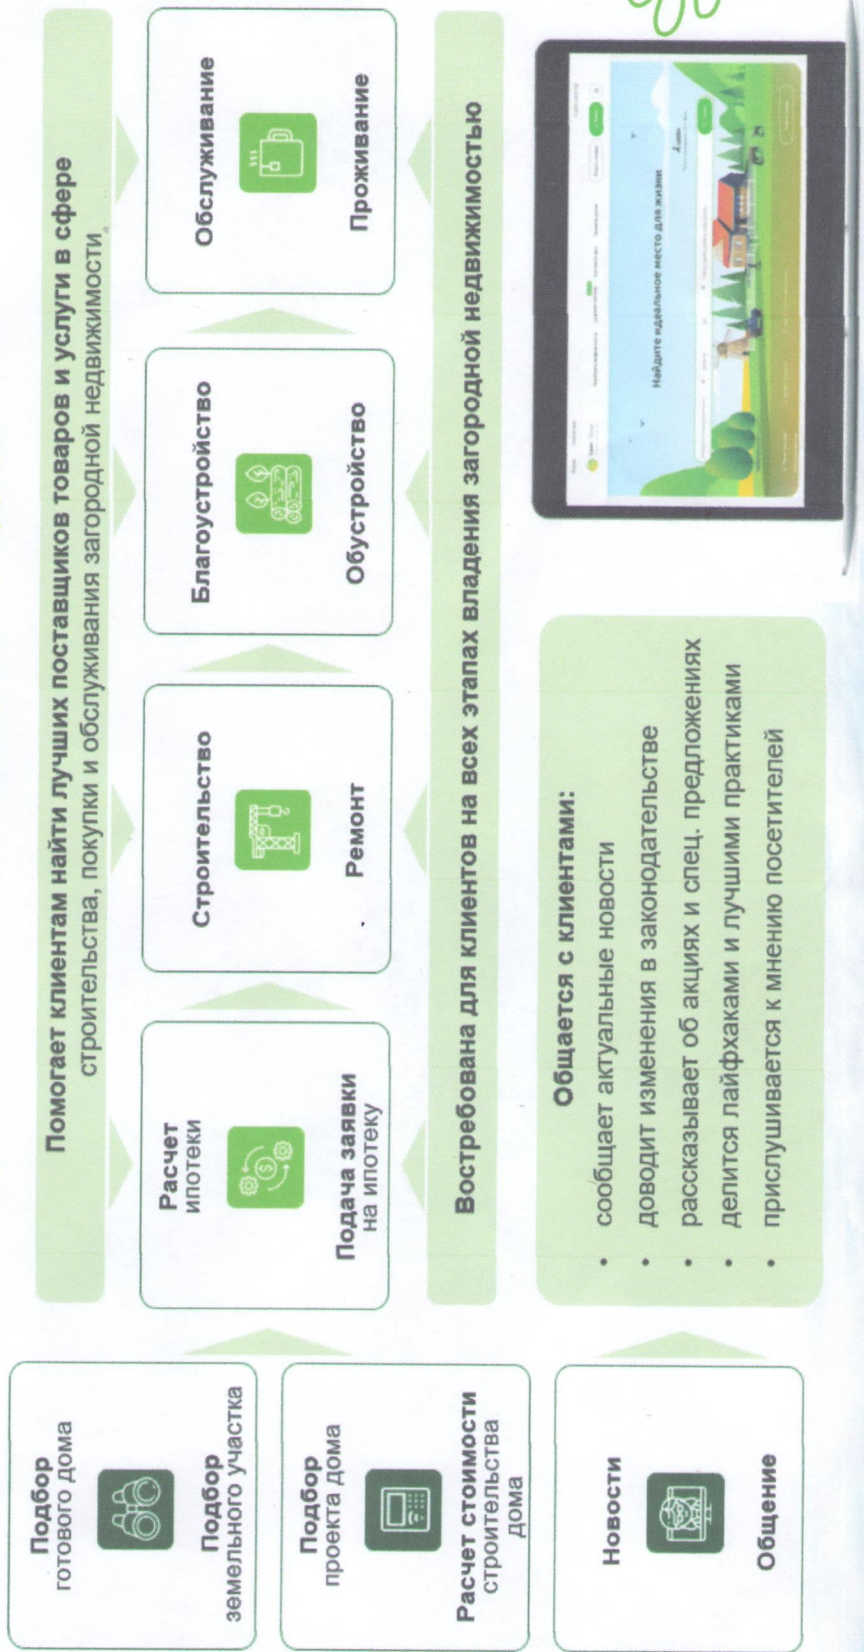 Помогает клиентам найти лучших поставщиков товаров и услуги в сфере
строительства, покупки и обслуживания загородной недвижимости.
Подбор
готового дома
Подбор
земельного участка
Подбор
проекта дома
Расчет стоимости
строительства
дома
Расчет
ипотеки
Подача заявки
на ипотеку
Строительство
Ремонт
Благоустройство
Обустройство
Обслуживание
Проживание
Востребована для клиентов на всех этапах владения загородной недвижимостью
Новости
Общение
Общается с клиентами:
• сообщает актуальные новости
• доводит изменения в законодательстве
• рассказывает об акциях и спец. предложениях
• делится лайфхаками и лучшими практиками
• прислушивается к мнению посетителей
Найдите идеальное место для жизни